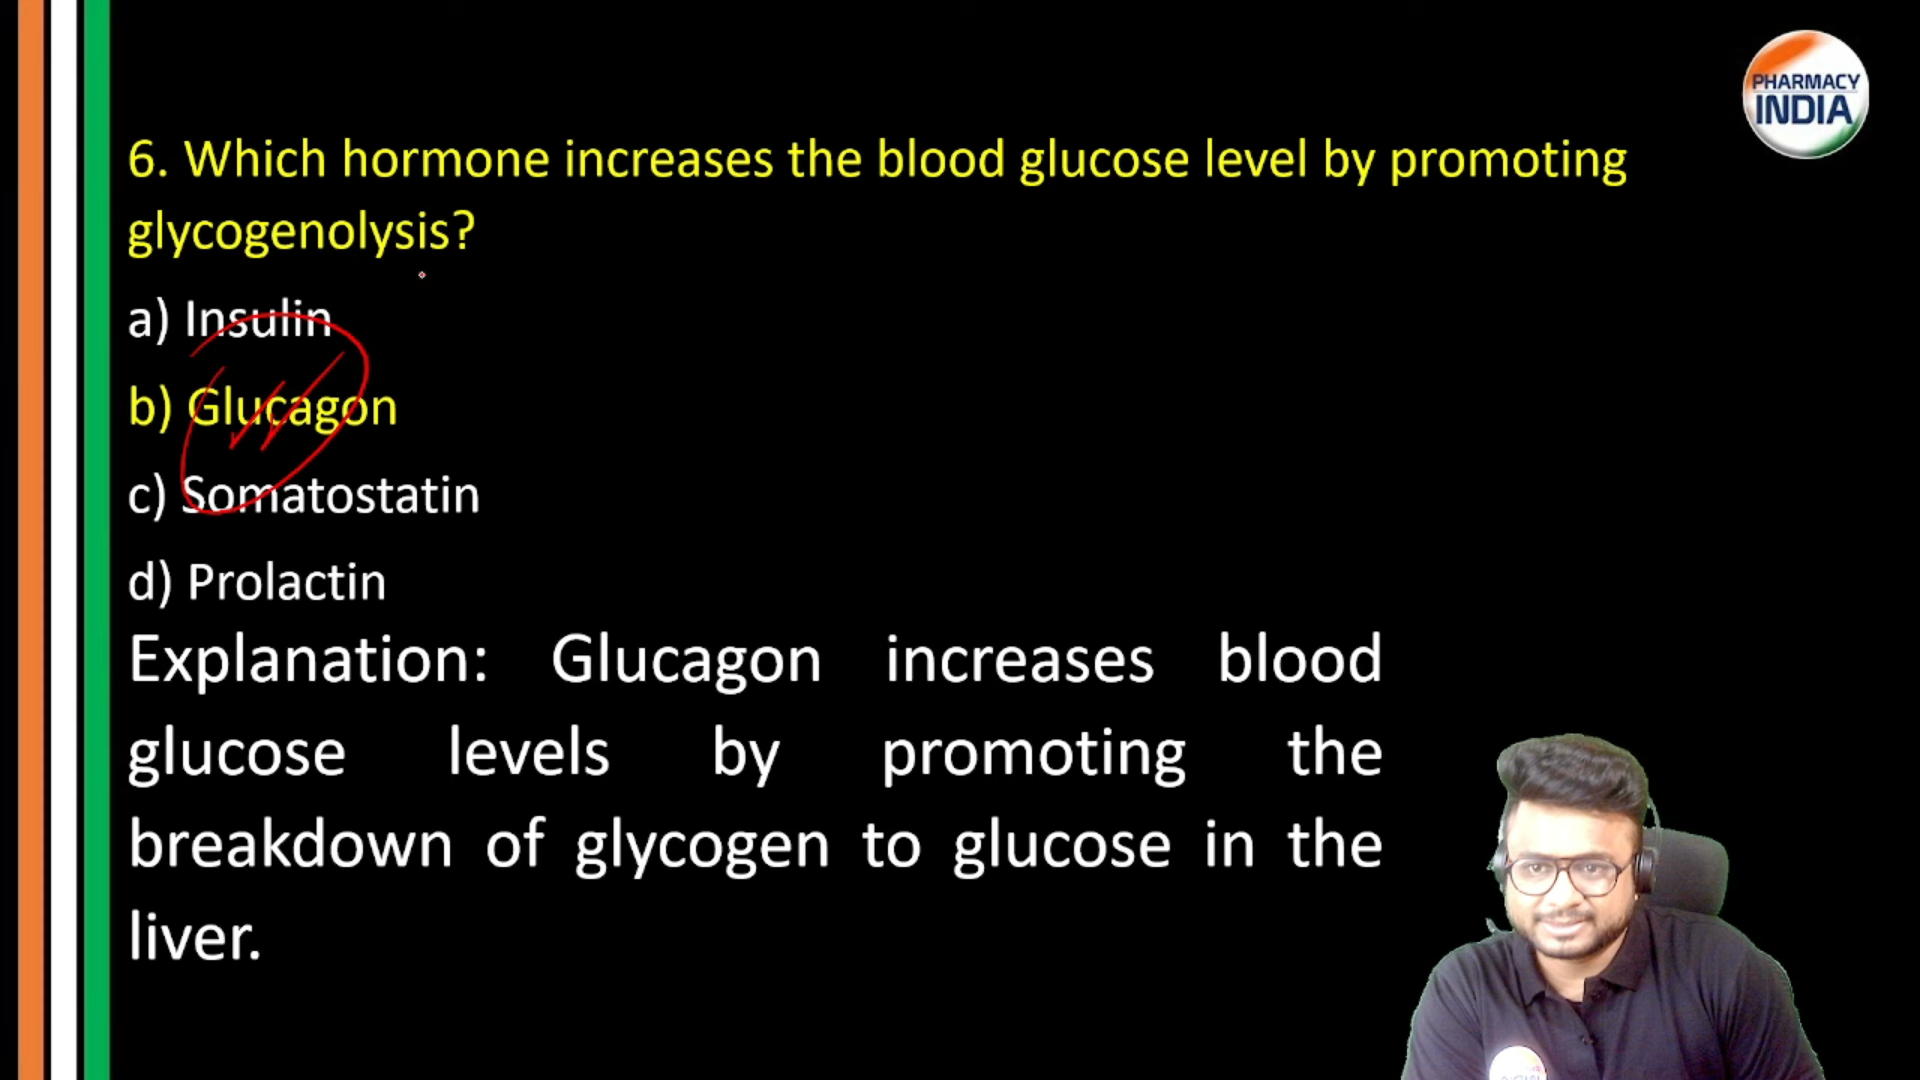 PHARMACY
INDIA
6. Which hormone increases the blood glucose level by promoting
glycogenolysis?
a) Insulin
b) Glucagon
c) Somatostatin
d) Prolactin
Explanation: Glucagon increases blood
glucose levels by promoting the
breakdown of glycogen to glucose in the
liver.